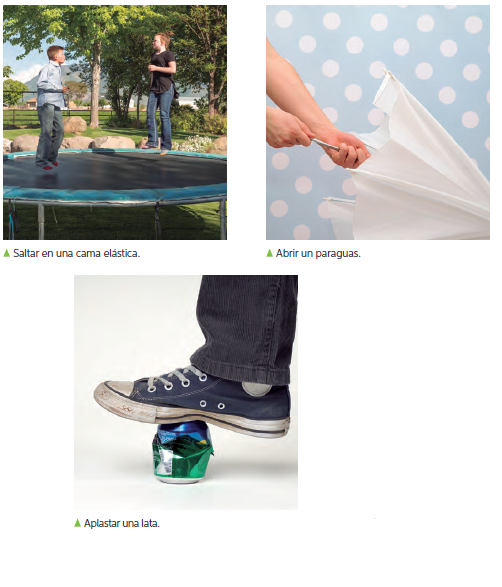 Saltar en una cama elástica.
Abrir un paraguas.
Aplastar una lata.